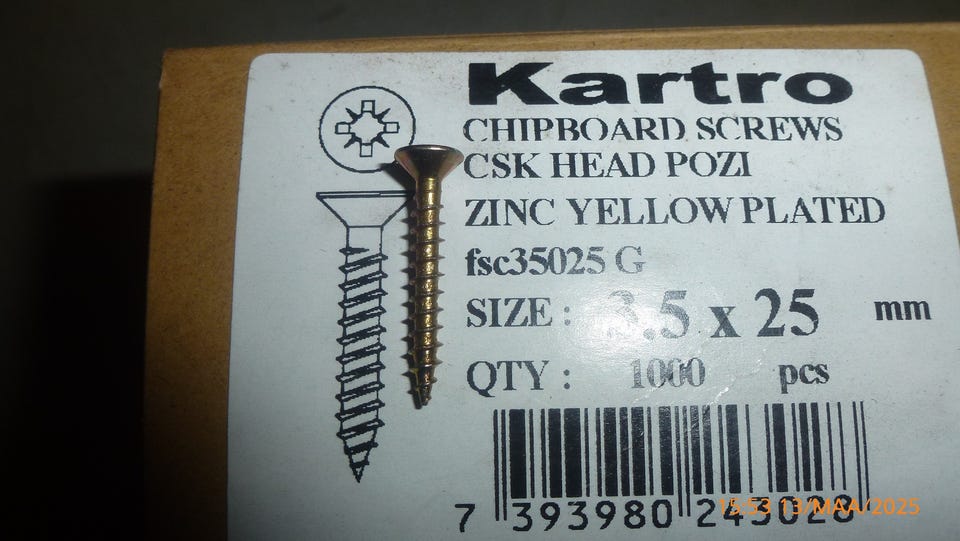 Kartro
CHIPBOARD SCREWS
CSK HEAD POZI
ZINC YELLOW PLATED
fsc35025 G
SIZE : 3.5 x 25 mm
QTY : 1000 pcs
7 393980 243028
15:53 13/MAA/2025